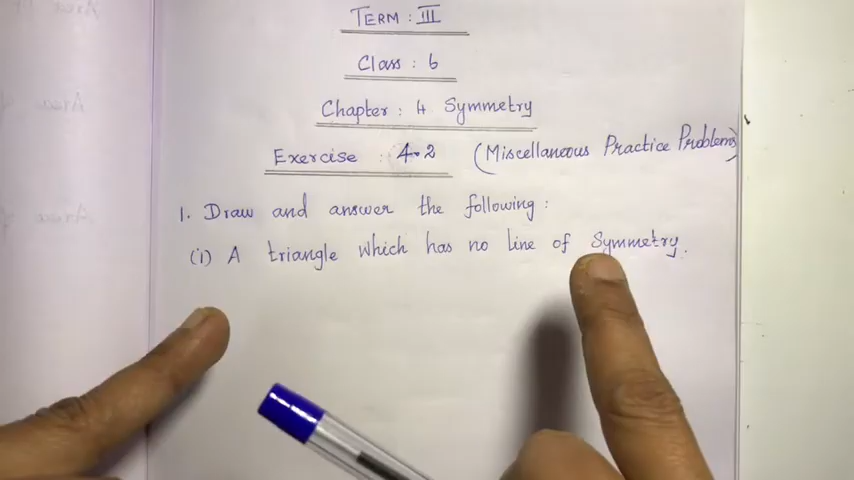 TERM : III
Class : 6
Chapter : 4 Symmetry
Exercise : 4.2 (Miscellaneous Practice Problems)
1. Draw and answer the following :
(i) A triangle which has no line of Symmetry.